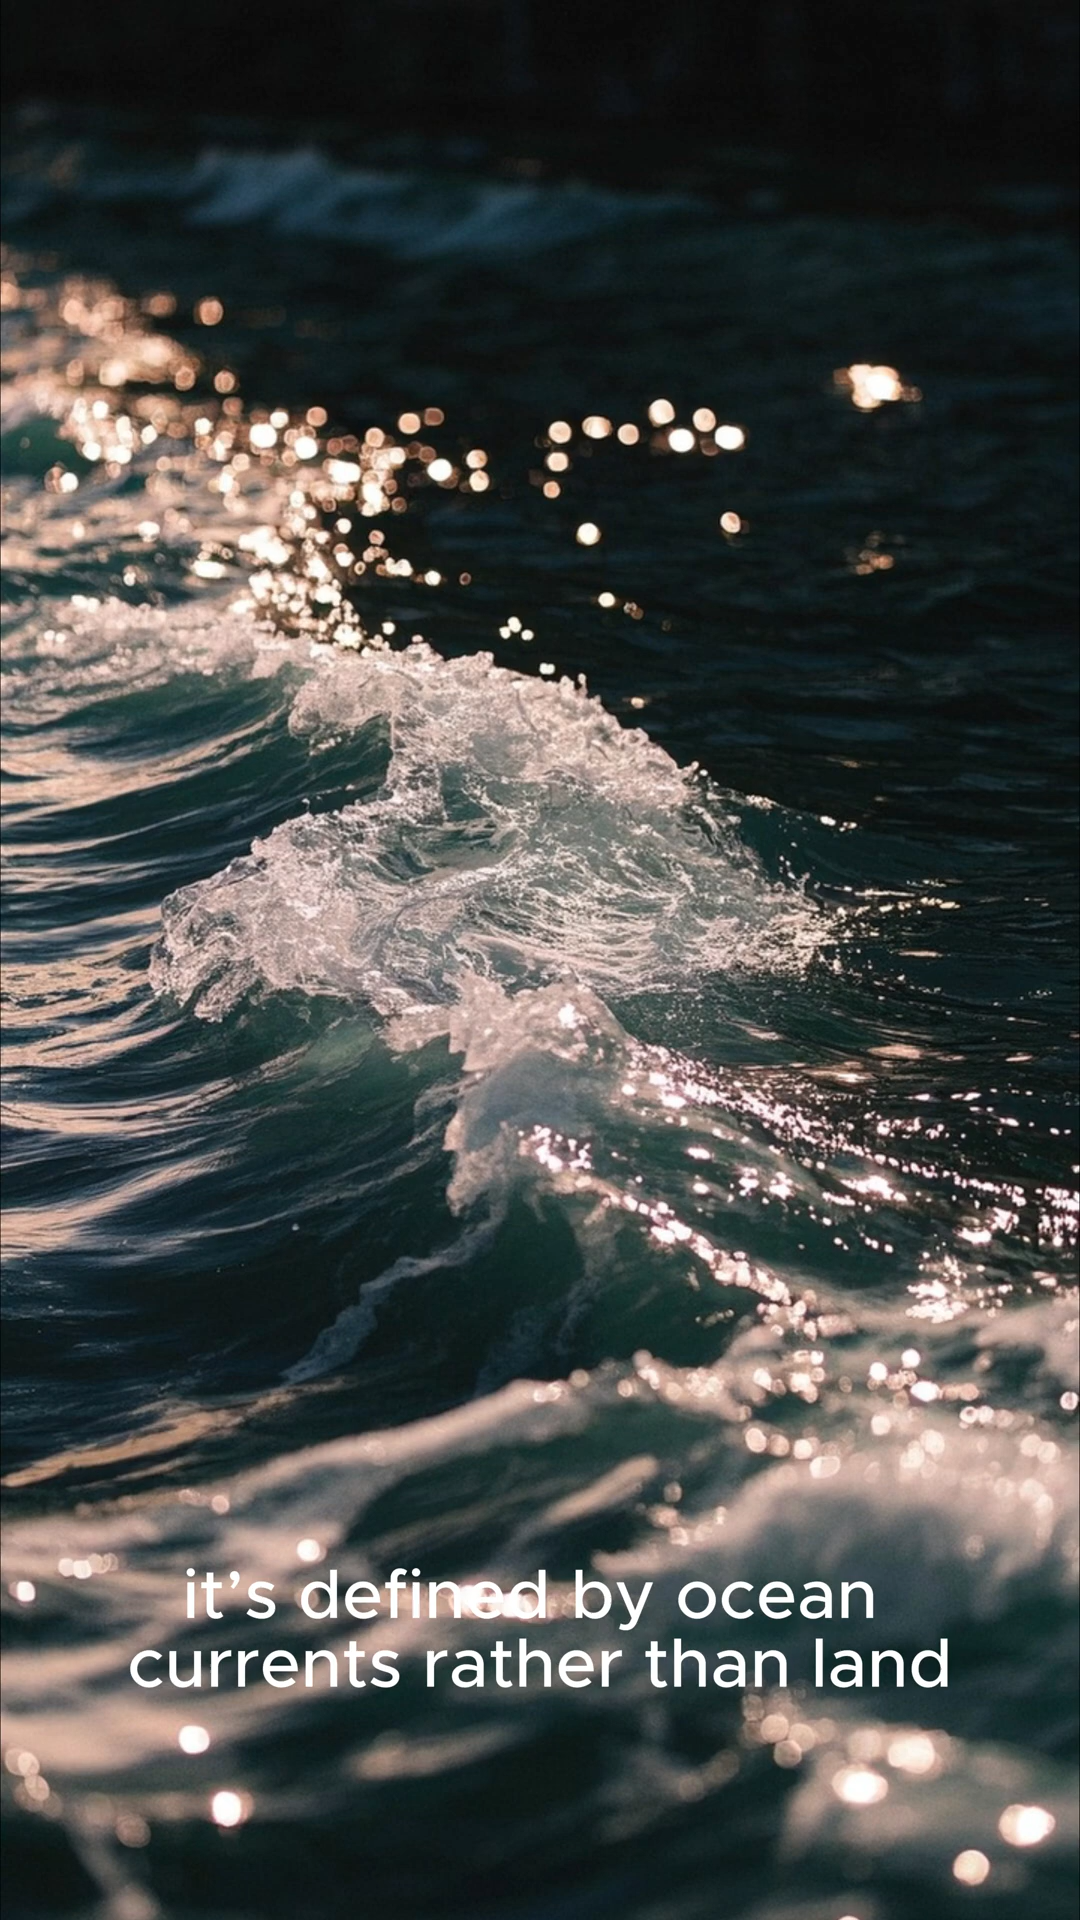 it’s defined by ocean
currents rather than land